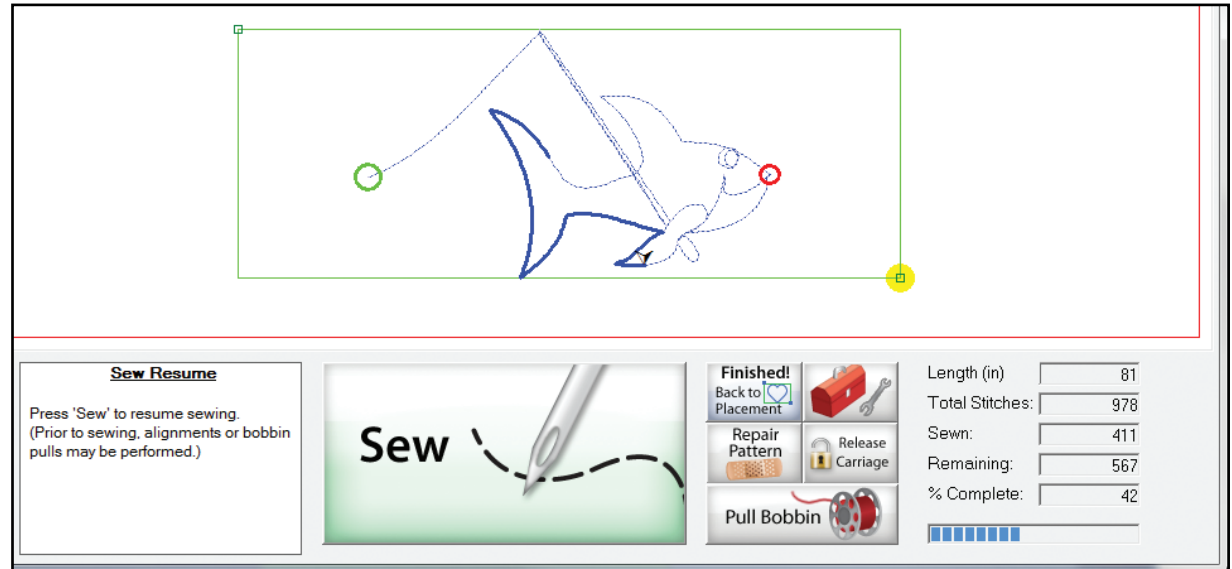 Sew Resume
Press 'Sew' to resume sewing.
(Prior to sewing, alignments or bobbin
pulls may be performed.)
Sew
Finished!
Back to
Placement
Repair
Pattern
Release
Carriage
Pull Bobbin
Length (in) 81
Total Stitches: 978
Sewn: 411
Remaining: 567
% Complete: 42